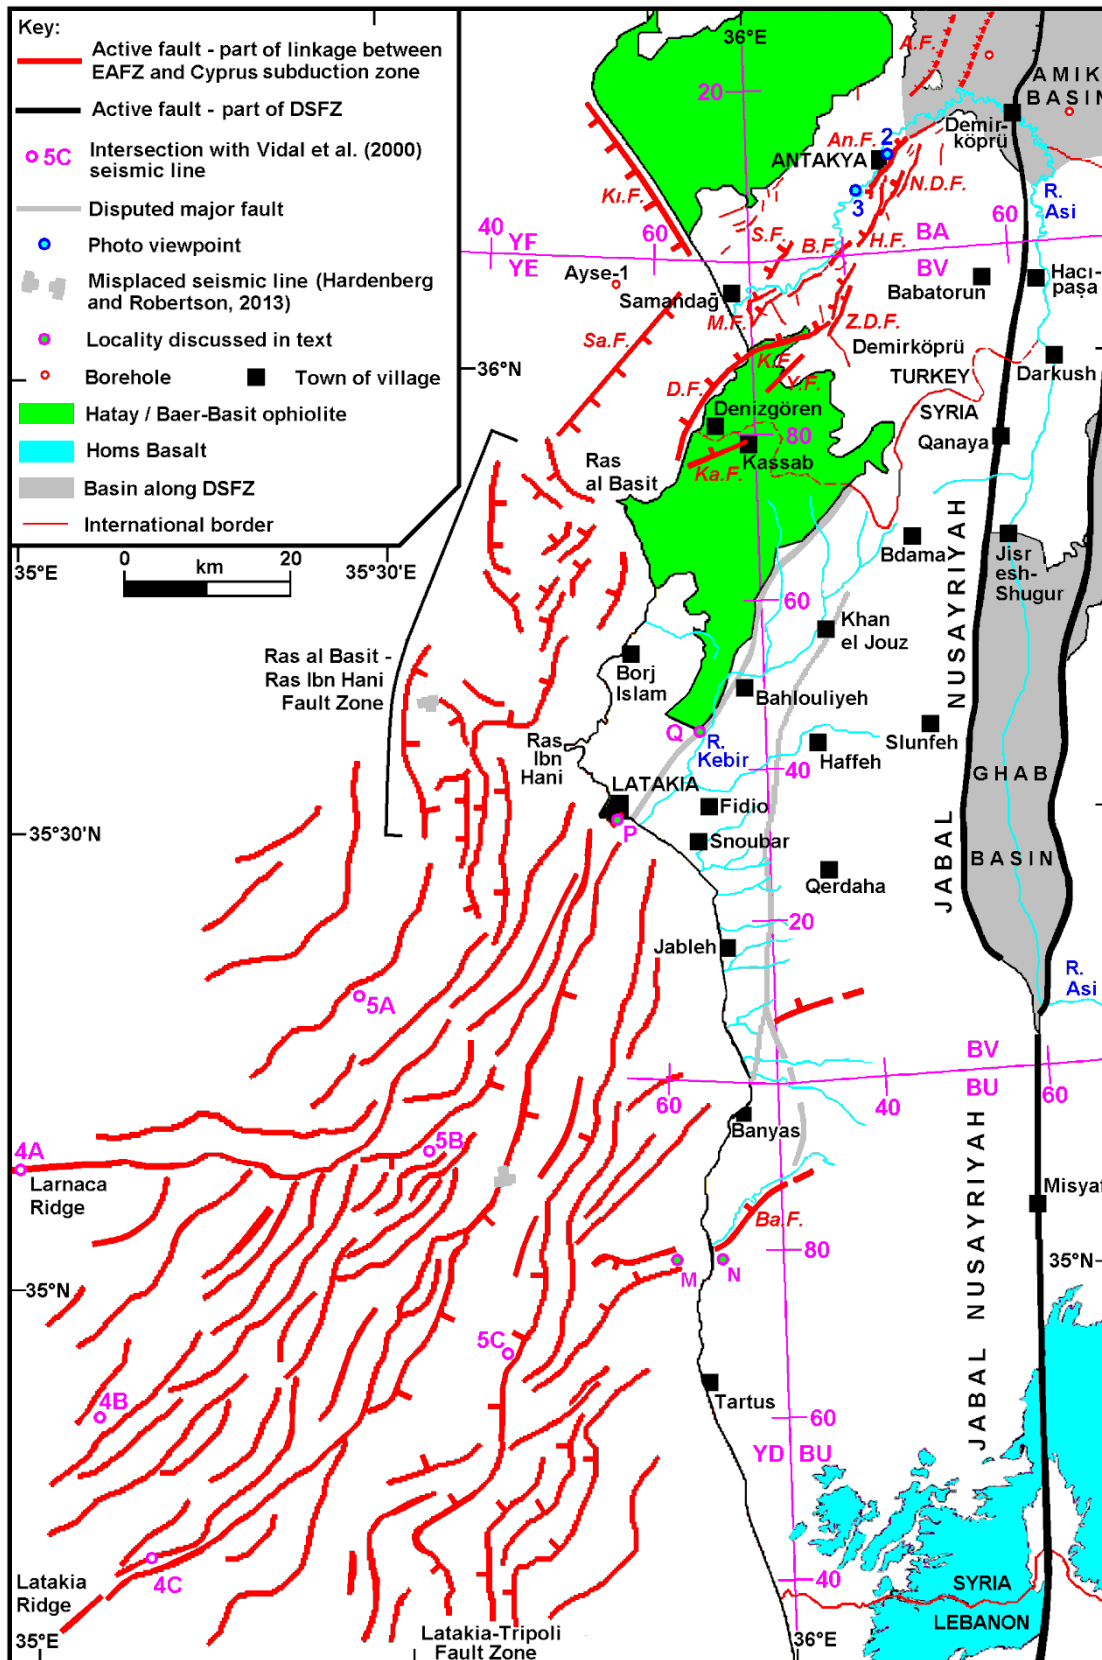 Key:
Active fault - part of linkage between
EAFZ and Cyprus subduction zone
Active fault - part of DSFZ
5C
Intersection with Vidal et al. (2000)
seismic line
Disputed major fault
Photo viewpoint
Misplaced seismic line (Hardenberg
and Robertson, 2013)
Locality discussed in text
Borehole
Town of village
Hatay / Baer-Basit ophiolite
Homs Basalt
Basin along DSFZ
International border
0
20
km
35°E
35°30'E
36°E
20
A.F.
AMIK
BASIN
An.F.
2
Demir-
köprü
ANTAKYA
N.D.F.
3
R.
Asi
Kı.F.
40
YF
YE
60
S.F.
B.F.
H.F.
BA
BV
60
Ayse-1
Samandağ
Babatorun
Hacı-
paşa
M.F.
Z.D.F.
Sa.F.
Demirköprü
36°N
K.F.
Y.F.
TURKEY
Darkush
D.F.
SYRIA
Denizgören
80
Qanaya
Kassab
Ras
al Basit
Ka.F.
Bdama
Jisr
esh-
Shugur
60
Khan
el Jouz
Ras al Basit -
Ras Ibn Hani
Fault Zone
Borj
Islam
Bahlouliyeh
JABAL NUSAYRIYAH
Q
R.
Kebir
Slunfeh
Ras
Ibn
Hani
Haffeh
40
GHAB
BASIN
LATAKIA
Fidio
35°30'N
P
Snoubar
Qerdaha
20
Jableh
5A
R.
Asi
BV
BU
60
60
40
Banyas
4A
5B
Larnaca
Ridge
Misyaf
Ba.F.
80
M
N
35°N
35°N
5C
JABAL NUSAYRIYAH
4B
Tartus
60
YD
BU
4C
40
Latakia
Ridge
SYRIA
LEBANON
Latakia-Tripoli
Fault Zone
35°E
36°E